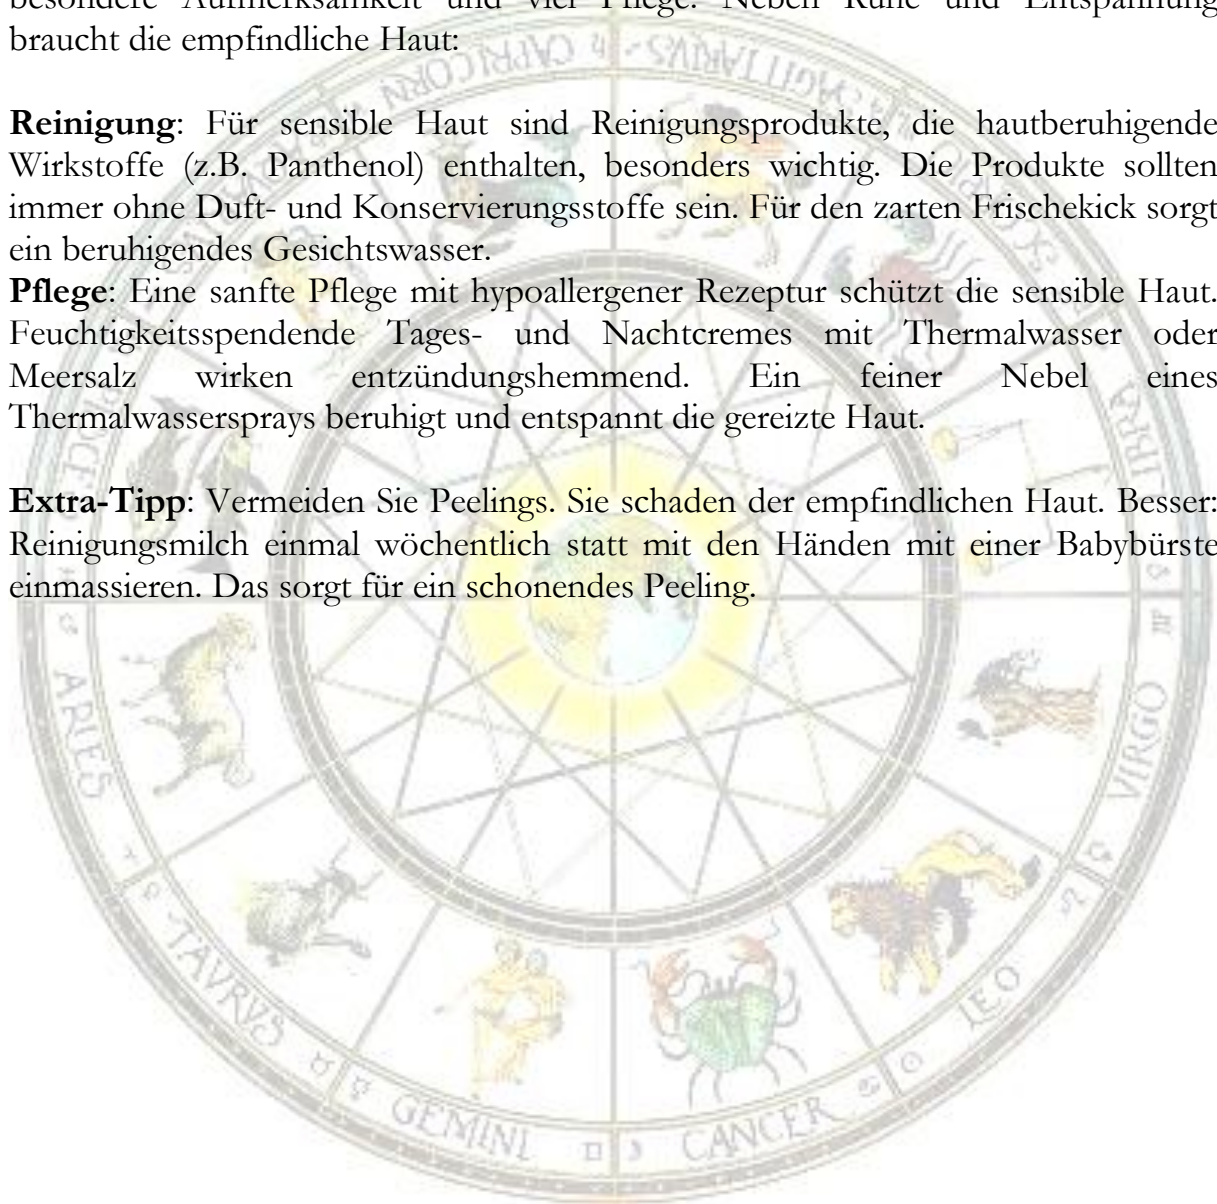 besondere Aufmerksamkeit und viel Pflege. Neben Ruhe und Entspannung
braucht die empfindliche Haut:
Reinigung: Für sensible Haut sind Reinigungsprodukte, die hautberuhigende
Wirkstoffe (z.B. Panthenol) enthalten, besonders wichtig. Die Produkte sollten
immer ohne Duft- und Konservierungsstoffe sein. Für den zarten Frischekick sorgt
ein beruhigendes Gesichtswasser.
Pflege: Eine sanfte Pflege mit hypoallergener Rezeptur schützt die sensible Haut.
Feuchtigkeitsspendende Tages- und Nachtcremes mit Thermalwasser oder
Meersalz wirken entzündungshemmend. Ein feiner Nebel eines
Thermalwassersprays beruhigt und entspannt die gereizte Haut.
Extra-Tipp: Vermeiden Sie Peelings. Sie schaden der empfindlichen Haut. Besser:
Reinigungsmilch einmal wöchentlich statt mit den Händen mit einer Babybürste
einmassieren. Das sorgt für ein schonendes Peeling.
CAPRICORN
SAGITTARIUS
LIBRA
VIRGO
LEO
CANCER
GEMINI
TAVRVS
ARIES